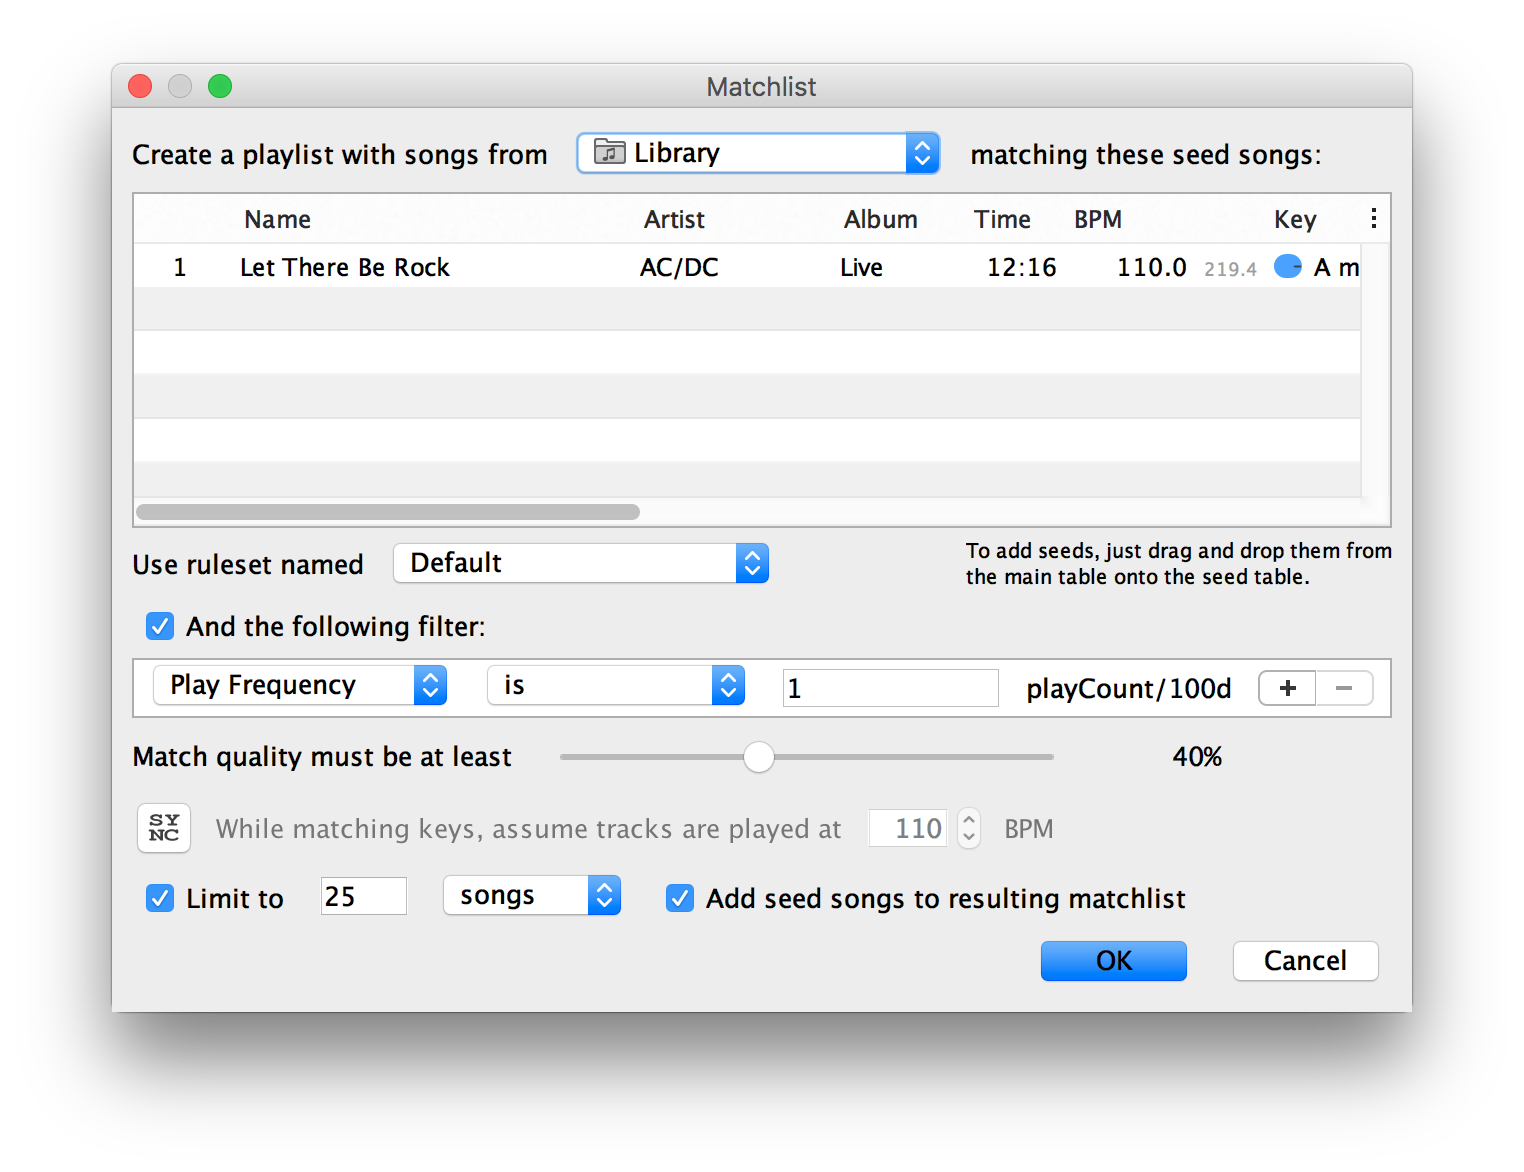 Matchlist
Create a playlist with songs from Library matching these seed songs:
Name Artist Album Time BPM Key
1 Let There Be Rock AC/DC Live 12:16 110.0 219.4 A m
Use ruleset named Default
To add seeds, just drag and drop them from
the main table onto the seed table.
And the following filter:
Play Frequency is 1 playCount/100d + −
Match quality must be at least 40%
SY
NC
While matching keys, assume tracks are played at 110 BPM
Limit to 25 songs Add seed songs to resulting matchlist
OK Cancel